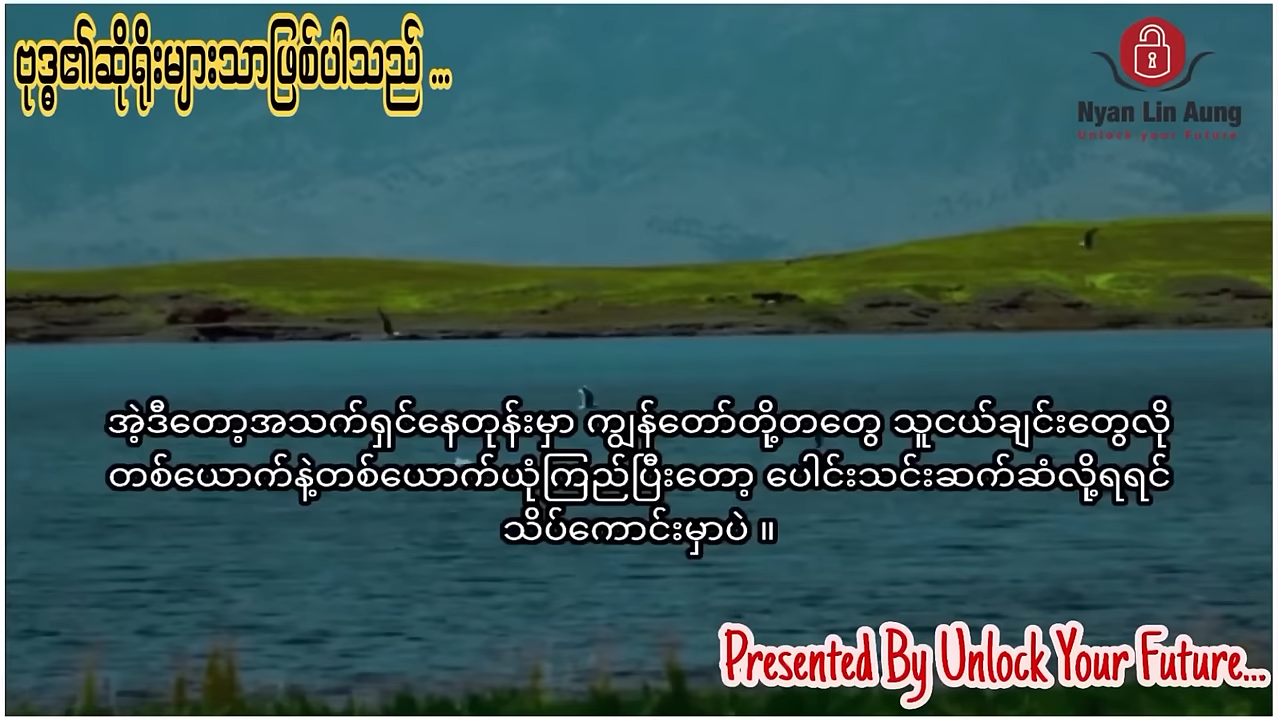 ဗုဒ္ဓ၏ဆိုရိုးများသာဖြစ်ပါသည် ...
Nyan Lin Aung
Unlock your Future
အဲ့ဒီတော့အသက်ရှင်နေတုန်းမှာ ကျွန်တော်တို့တတွေ သူငယ်ချင်းတွေလို
တစ်ယောက်နဲ့တစ်ယောက်ယုံကြည်ပြီးတော့ ပေါင်းသင်းဆက်ဆံလို့ရရင်
သိပ်ကောင်းမှာပဲ ။
Presented By Unlock Your Future...